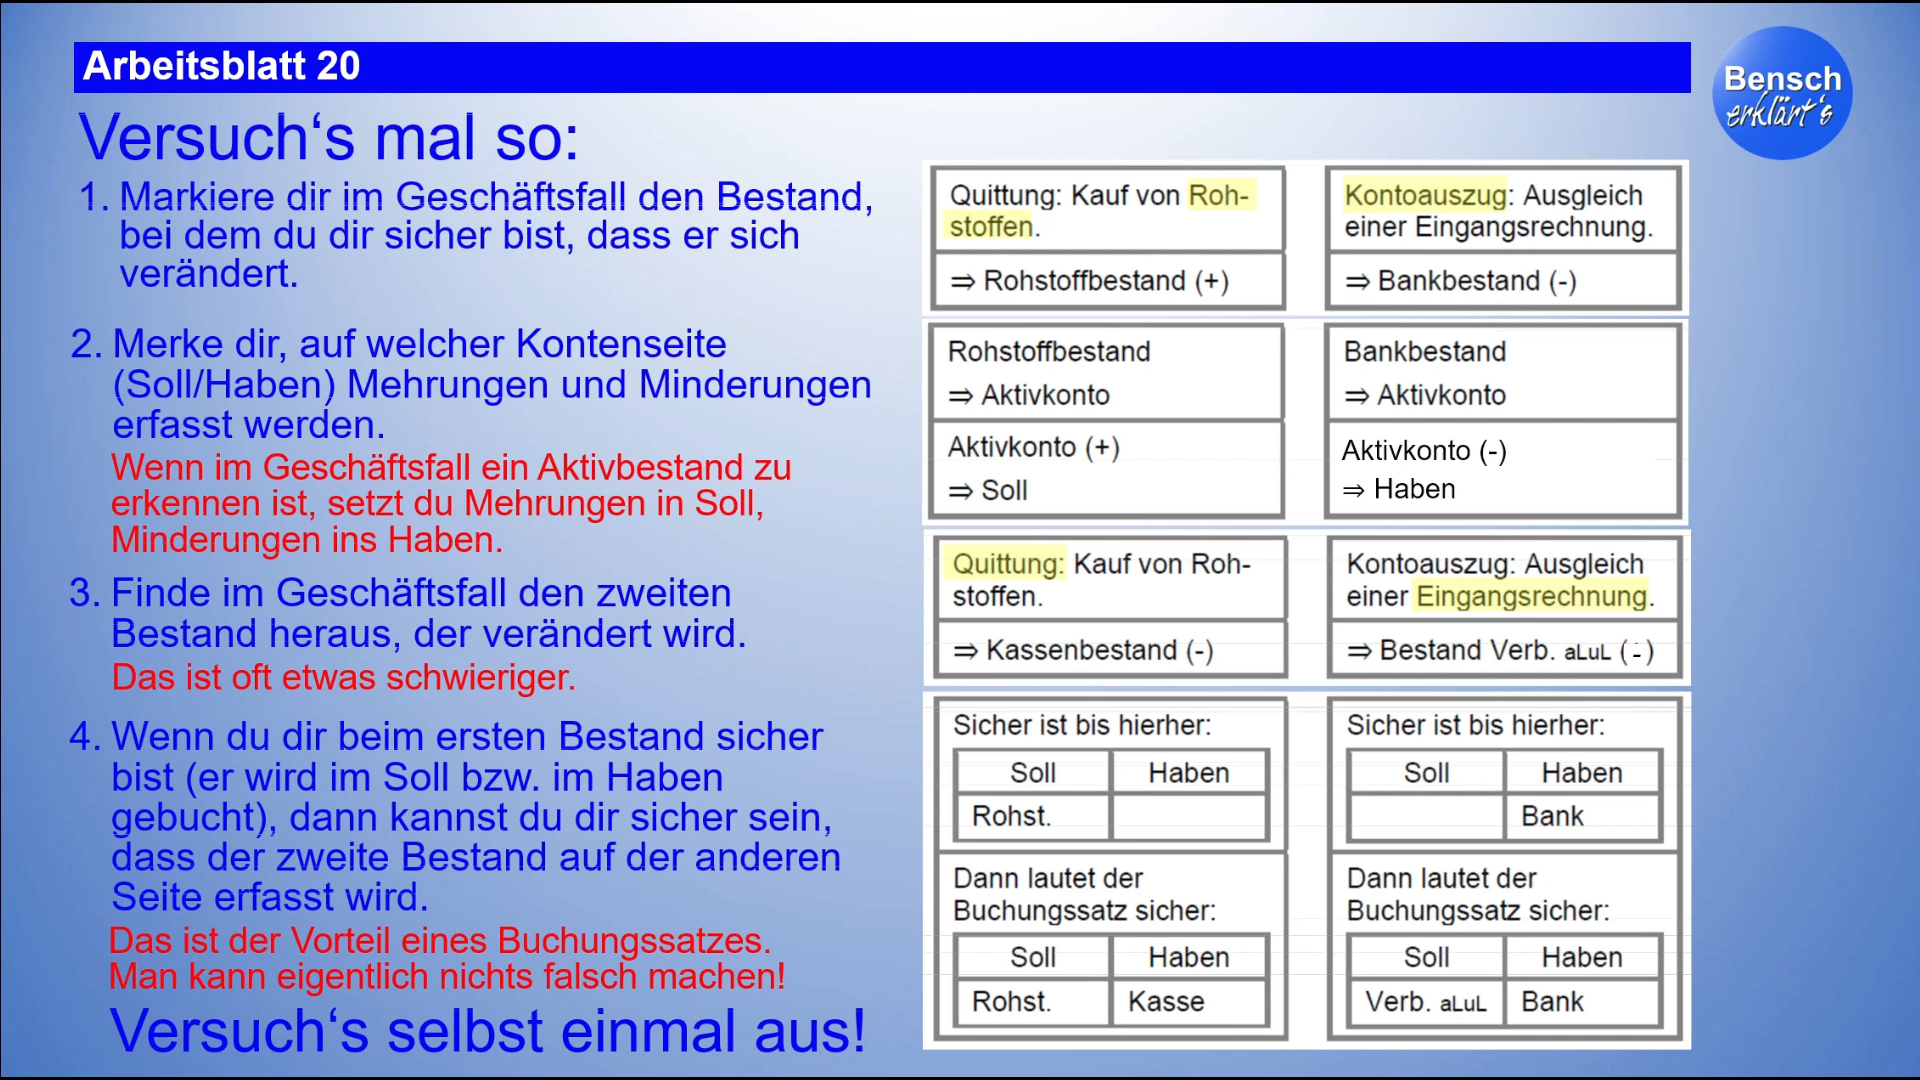 Arbeitsblatt 20
Bensch
erklärt's
Versuch‘s mal so:
1. Markiere dir im Geschäftsfall den Bestand,
bei dem du dir sicher bist, dass er sich
verändert.
2. Merke dir, auf welcher Kontenseite
(Soll/Haben) Mehrungen und Minderungen
erfasst werden.
Wenn im Geschäftsfall ein Aktivbestand zu
erkennen ist, setzt du Mehrungen in Soll,
Minderungen ins Haben.
3. Finde im Geschäftsfall den zweiten
Bestand heraus, der verändert wird.
Das ist oft etwas schwieriger.
4. Wenn du dir beim ersten Bestand sicher
bist (er wird im Soll bzw. im Haben
gebucht), dann kannst du dir sicher sein,
dass der zweite Bestand auf der anderen
Seite erfasst wird.
Das ist der Vorteil eines Buchungssatzes.
Man kann eigentlich nichts falsch machen!
Versuch‘s selbst einmal aus!
Quittung: Kauf von Roh-
stoffen.
⇒ Rohstoffbestand (+)
Kontoauszug: Ausgleich
einer Eingangsrechnung.
⇒ Bankbestand (-)
Rohstoffbestand
⇒ Aktivkonto
Aktivkonto (+)
⇒ Soll
Bankbestand
⇒ Aktivkonto
Aktivkonto (-)
⇒ Haben
Quittung: Kauf von Roh-
stoffen.
⇒ Kassenbestand (-)
Kontoauszug: Ausgleich
einer Eingangsrechnung.
⇒ Bestand Verb. aLuL (-)
Sicher ist bis hierher:
Soll Haben
Rohst.
Dann lautet der
Buchungssatz sicher:
Soll Haben
Rohst. Kasse
Sicher ist bis hierher:
Soll Haben
Bank
Dann lautet der
Buchungssatz sicher:
Soll Haben
Verb. aLuL Bank